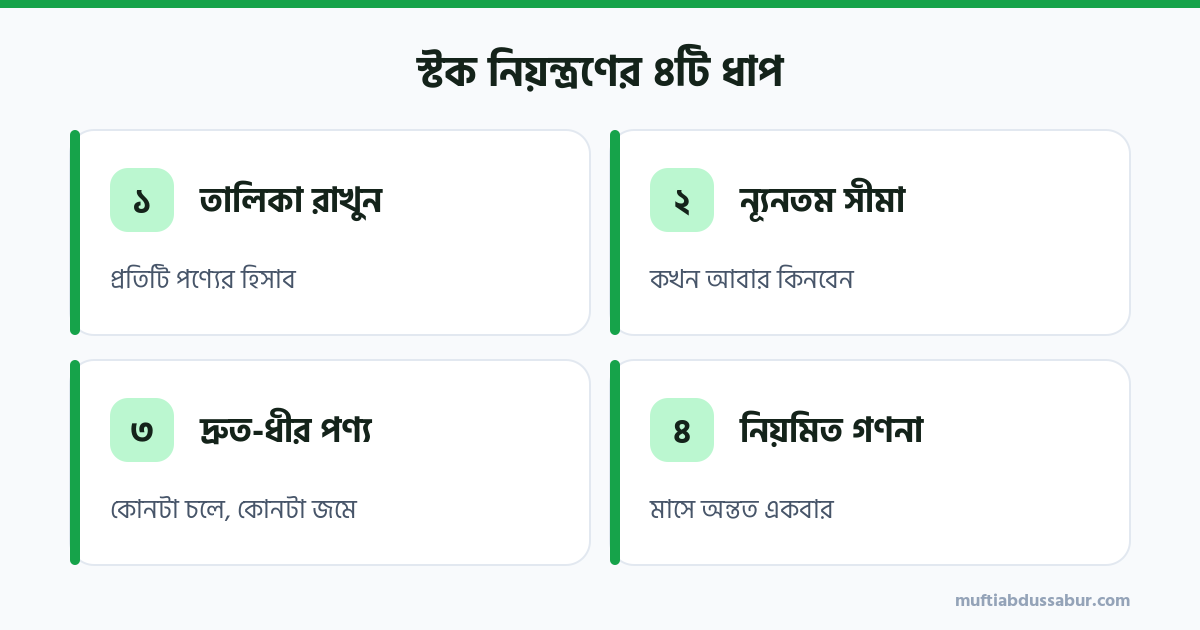 স্টক নিয়ন্ত্রণের ৪টি ধাপ
১ তালিকা রাখুন
প্রতিটি পণ্যের হিসাব
২ ন্যূনতম সীমা
কখন আবার কিনবেন
৩ দ্রুত-ধীর পণ্য
কোনটা চলে, কোনটা জমে
৪ নিয়মিত গণনা
মাসে অন্তত একবার
muftiabdussabur.com